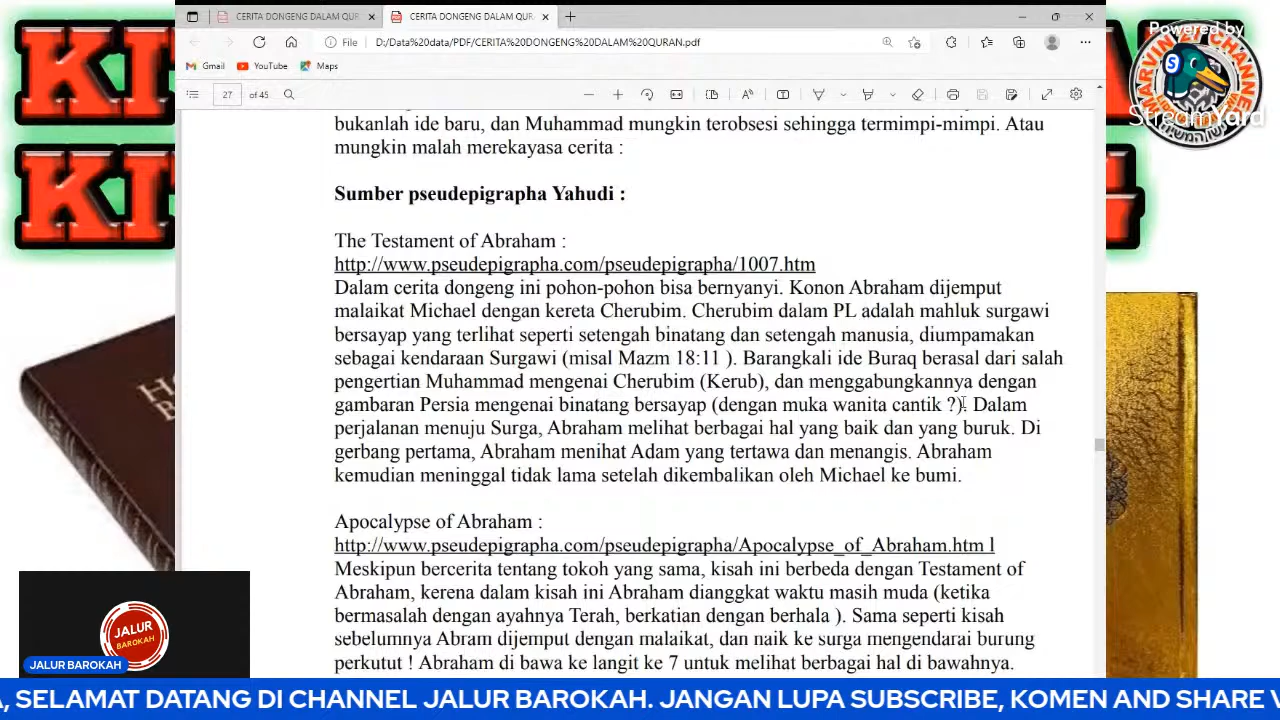 CERITA DONGENG DALAM QUR
CERITA DONGENG DALAM QUR
File
D:/Data%20data/PDF/CERITA%20DONGENG%20DALAM%20QURAN.pdf
Gmail
YouTube
Maps
27 of 45
Powered by
StreamYard
bukanlah ide baru, dan Muhammad mungkin terobsesi sehingga termimpi-mimpi. Atau
mungkin malah merekayasa cerita :
Sumber pseudepigrapha Yahudi :
The Testament of Abraham :
http://www.pseudepigrapha.com/pseudepigrapha/1007.htm
Dalam cerita dongeng ini pohon-pohon bisa bernyanyi. Konon Abraham dijemput
malaikat Michael dengan kereta Cherubim. Cherubim dalam PL adalah mahluk surgawi
bersayap yang terlihat seperti setengah binatang dan setengah manusia, diumpamakan
sebagai kendaraan Surgawi (misal Mazm 18:11 ). Barangkali ide Buraq berasal dari salah
pengertian Muhammad mengenai Cherubim (Kerub), dan menggabungkannya dengan
gambaran Persia mengenai binatang bersayap (dengan muka wanita cantik ?). Dalam
perjalanan menuju Surga, Abraham melihat berbagai hal yang baik dan yang buruk. Di
gerbang pertama, Abraham menihat Adam yang tertawa dan menangis. Abraham
kemudian meninggal tidak lama setelah dikembalikan oleh Michael ke bumi.
Apocalypse of Abraham :
http://www.pseudepigrapha.com/pseudepigrapha/Apocalypse_of_Abraham.htm l
Meskipun bercerita tentang tokoh yang sama, kisah ini berbeda dengan Testament of
Abraham, kerena dalam kisah ini Abraham dianggkat waktu masih muda (ketika
bermasalah dengan ayahnya Terah, berkatian dengan berhala ). Sama seperti kisah
sebelumnya Abram dijemput dengan malaikat, dan naik ke surga mengendarai burung
perkutut ! Abraham di bawa ke langit ke 7 untuk melihat berbagai hal di bawahnya.
JALUR
BAROKAH
JALUR BAROKAH
A, SELAMAT DATANG DI CHANNEL JALUR BAROKAH. JANGAN LUPA SUBSCRIBE, KOMEN AND SHARE V